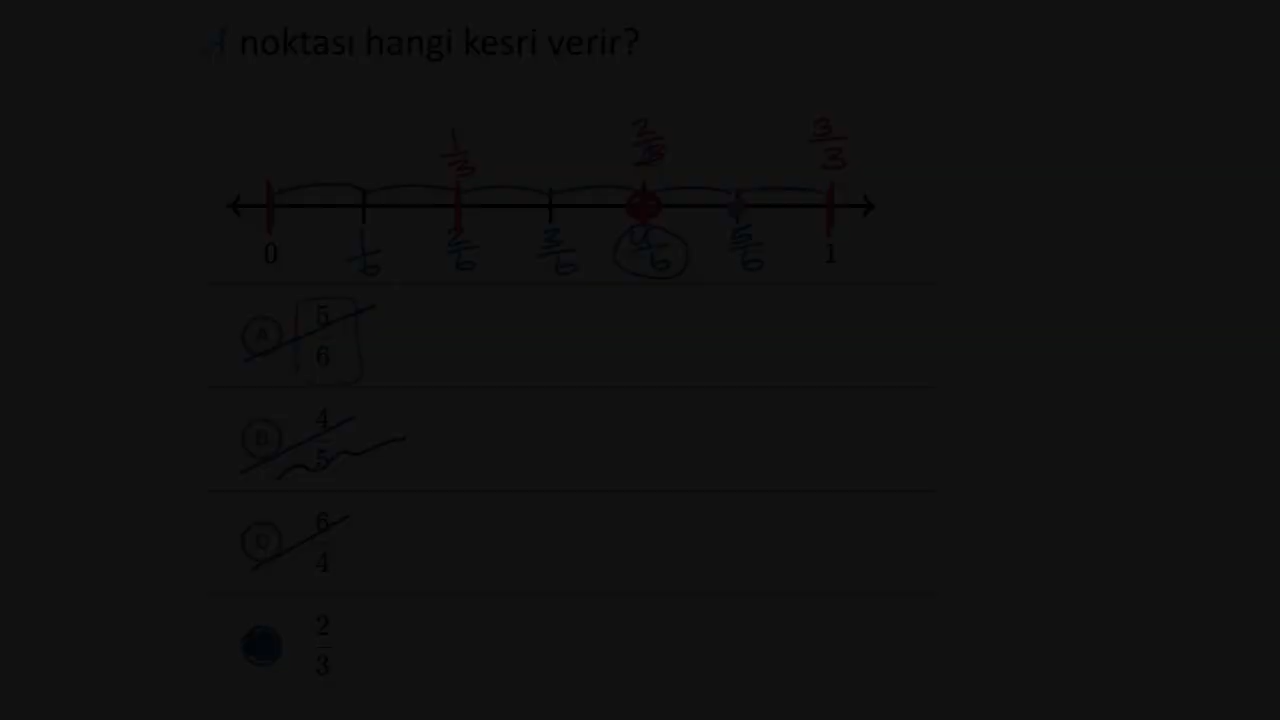 A noktası hangi kesri verir?
1/3 2/3 3/3
0 1/6 2/6 3/6 4/6 5/6 1
A 5/6
B 4/5
C 6/4
2/3